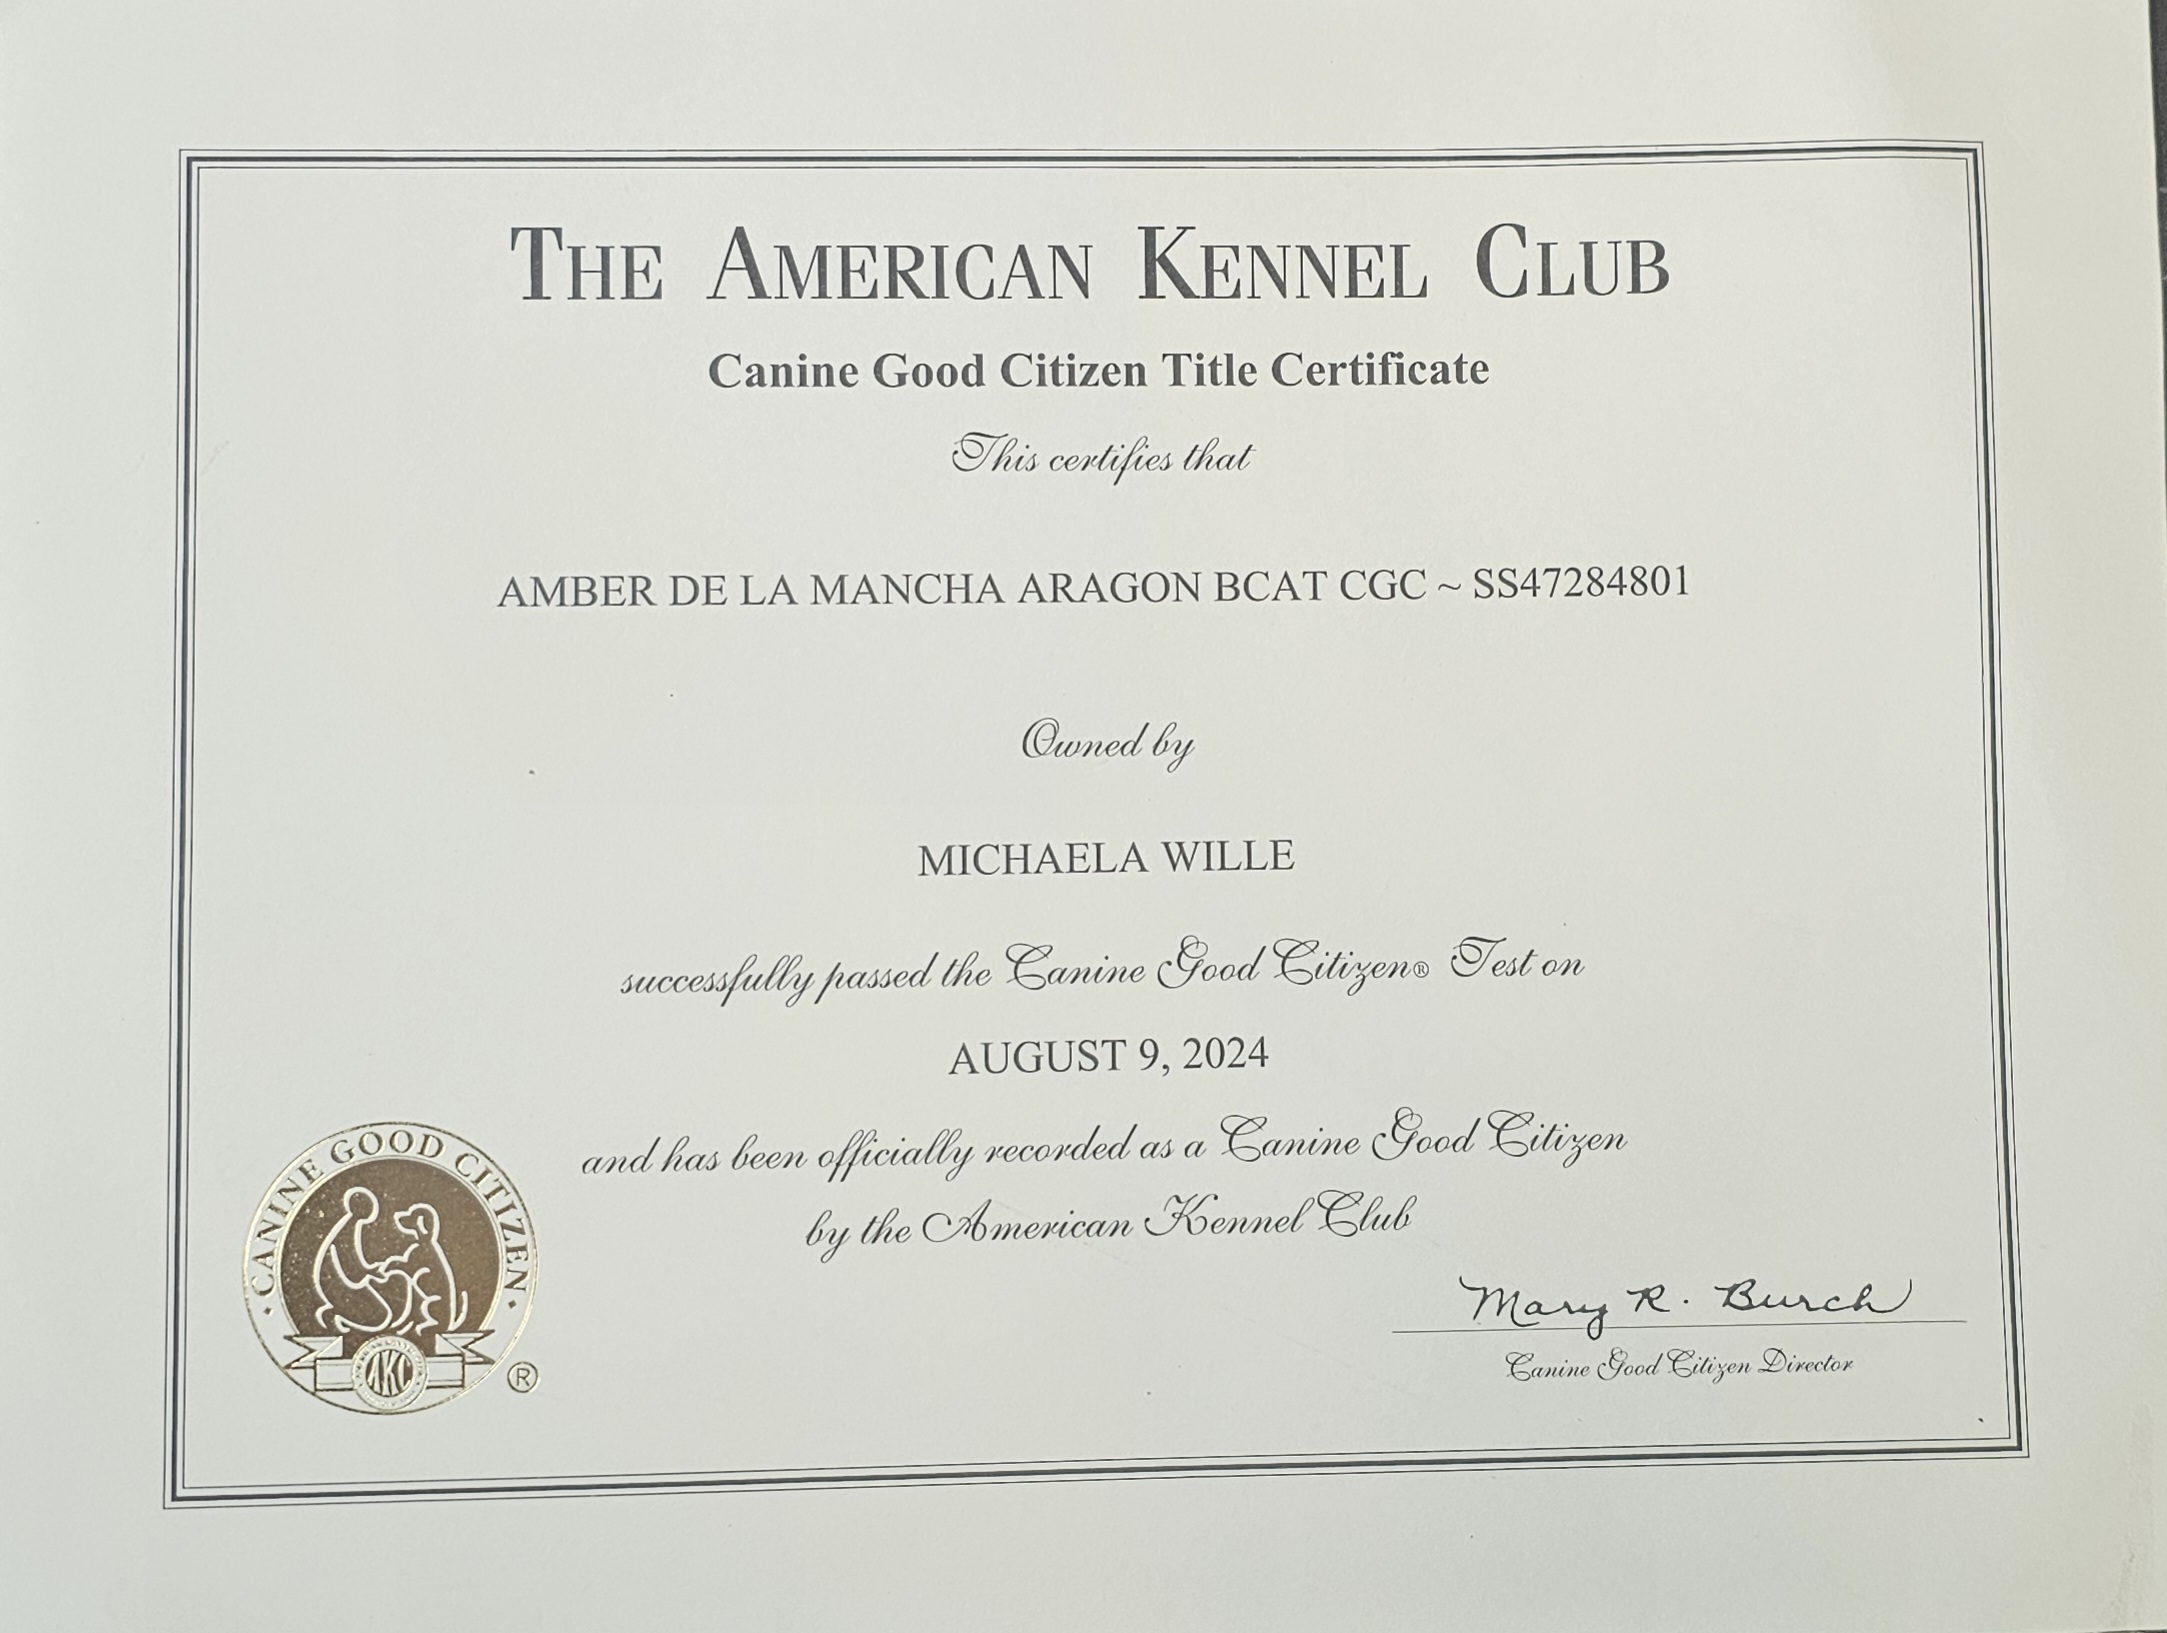 THE AMERICAN KENNEL CLUB
Canine Good Citizen Title Certificate
This certifies that
AMBER DE LA MANCHA ARAGON BCAT CGC ~ SS47284801
Owned by
MICHAELA WILLE
successfully passed the Canine Good Citizen® Test on
AUGUST 9, 2024
and has been officially recorded as a Canine Good Citizen
by the American Kennel Club
· CANINE GOOD CITIZEN ·
AKC
®
Mary R. Burch
Canine Good Citizen Director